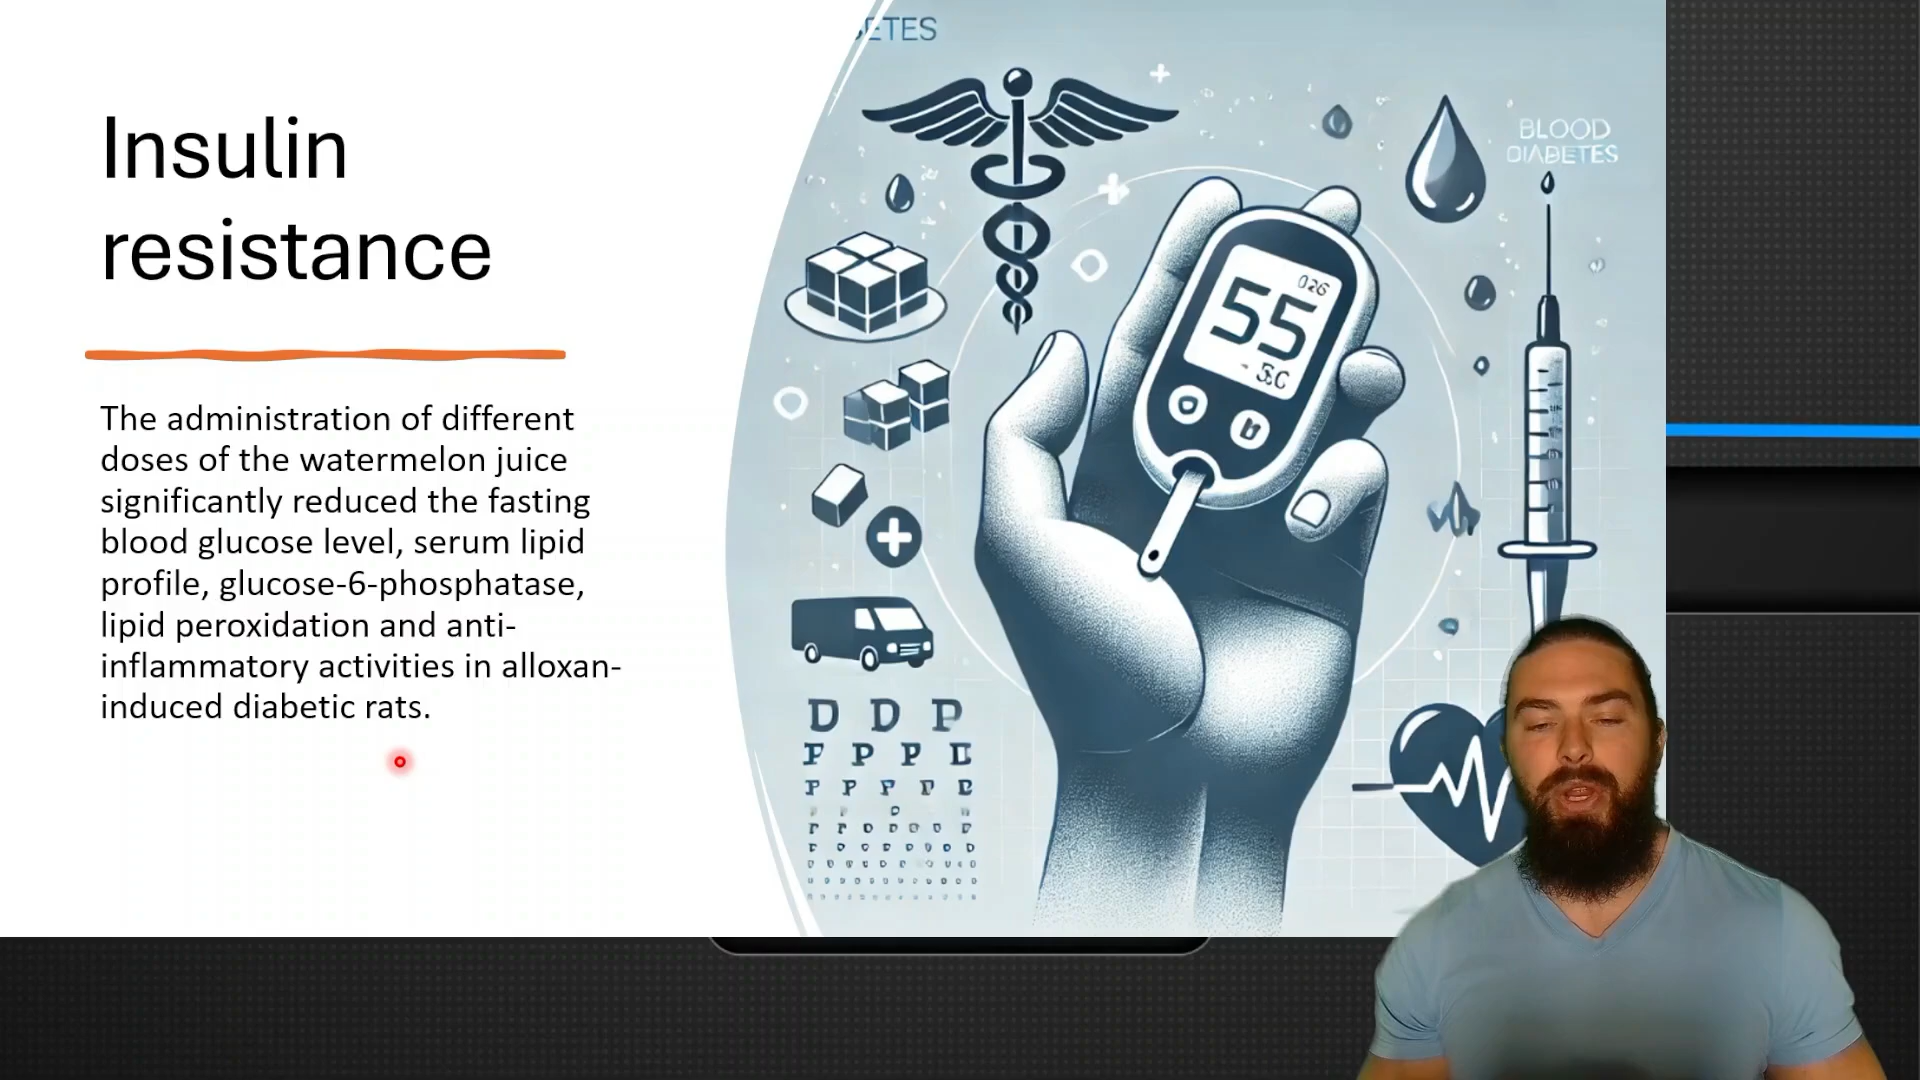 Insulin
resistance
The administration of different
doses of the watermelon juice
significantly reduced the fasting
blood glucose level, serum lipid
profile, glucose-6-phosphatase,
lipid peroxidation and anti-
inflammatory activities in alloxan-
induced diabetic rats.
ETES
BLOOD
DIABETES
026
55
D D P
F P P